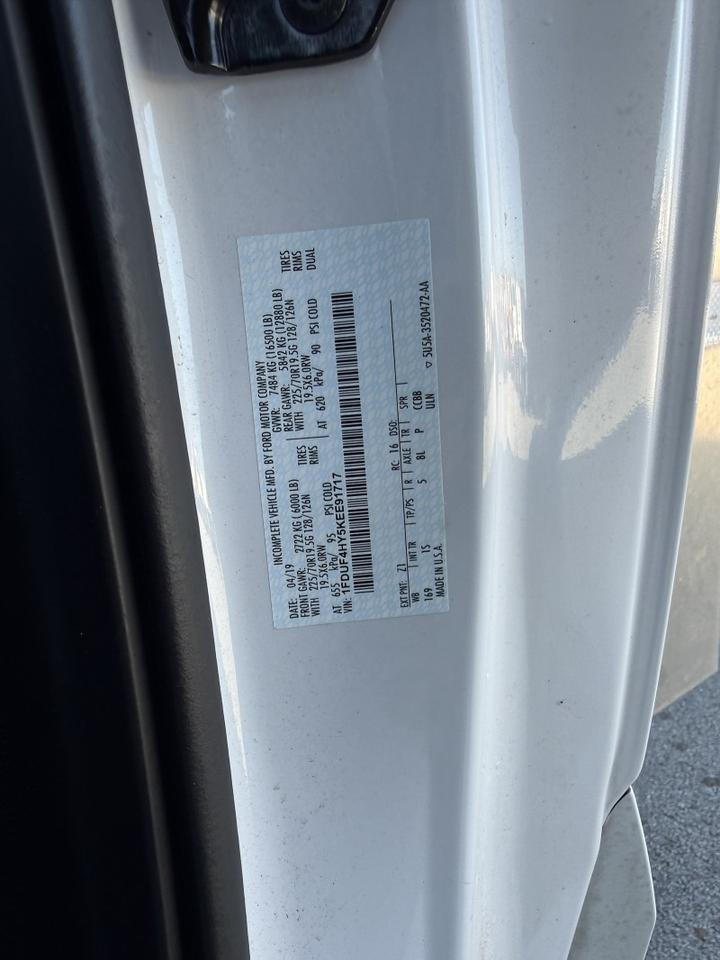 INCOMPLETE VEHICLE MFD. BY FORD MOTOR COMPANY
DATE: 04/19 GVWR: 7484 KG (16500 LB)
FRONT GAWR: 2722 KG (6000 LB) REAR GAWR: 5842 KG (12880 LB)
WITH 225/70R19.5G 128/126N TIRES WITH 225/70R19.5G 128/126N TIRES
19.5X6.0RW RIMS 19.5X6.0RW RIMS
AT 655 kPa/ 95 PSI COLD AT 620 kPa/ 90 PSI COLD DUAL
VIN: 1FDUF4HY5KEE91717
EXT PNT: Z1 RC: 16 DSO:
WB INT TR TP/PS R AXLE TR SPR
169 15 5 8L P CCBB
MADE IN U.S.A. ULN
▽ 5U5A-3520472-AA